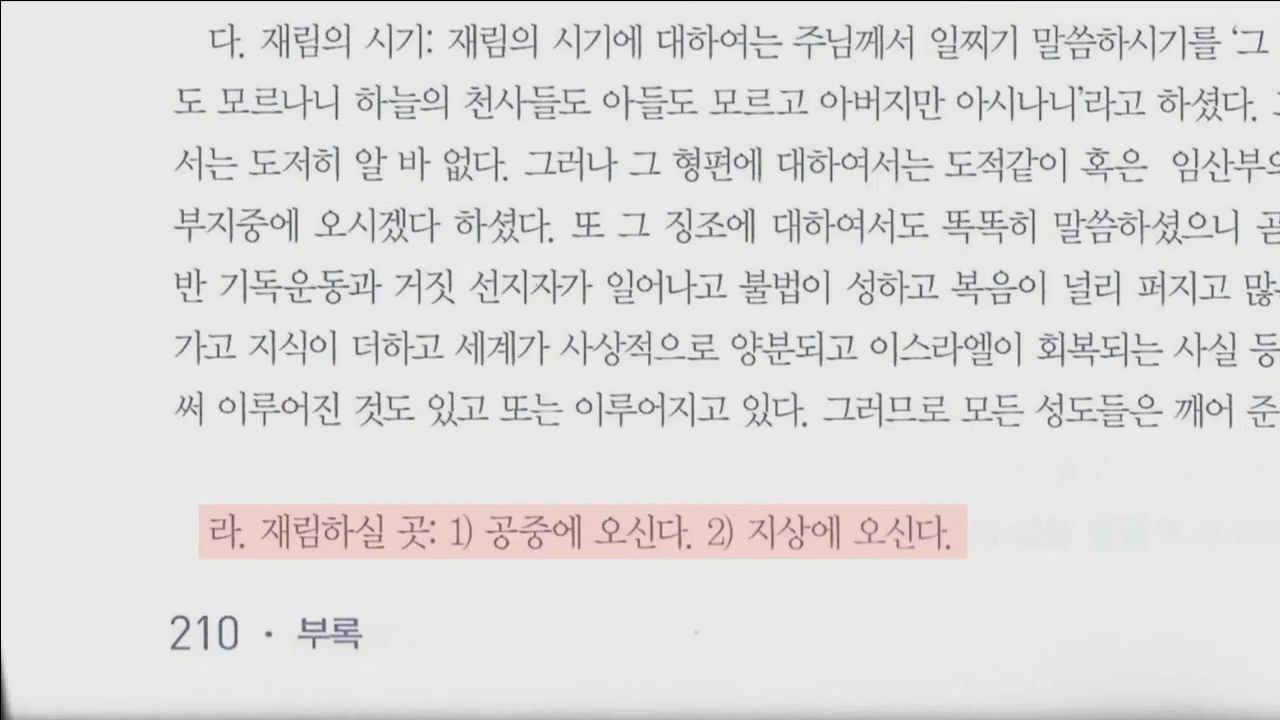 다. 재림의 시기: 재림의 시기에 대하여는 주님께서 일찌기 말씀하시기를 ‘그
도 모르나니 하늘의 천사들도 아들도 모르고 아버지만 아시나니’라고 하셨다.
서는 도저히 알 바 없다. 그러나 그 형편에 대하여서는 도적같이 혹은 임산부의
부지중에 오시겠다 하셨다. 또 그 징조에 대하여서도 똑똑히 말씀하셨으니 곧
반 기독운동과 거짓 선지자가 일어나고 불법이 성하고 복음이 널리 퍼지고
가고 지식이 더하고 세계가 사상적으로 양분되고 이스라엘이 회복되는 사실 등
써 이루어진 것도 있고 또는 이루어지고 있다. 그러므로 모든 성도들은 깨어 준
라. 재림하실 곳: 1) 공중에 오신다. 2) 지상에 오신다.
210 • 부록